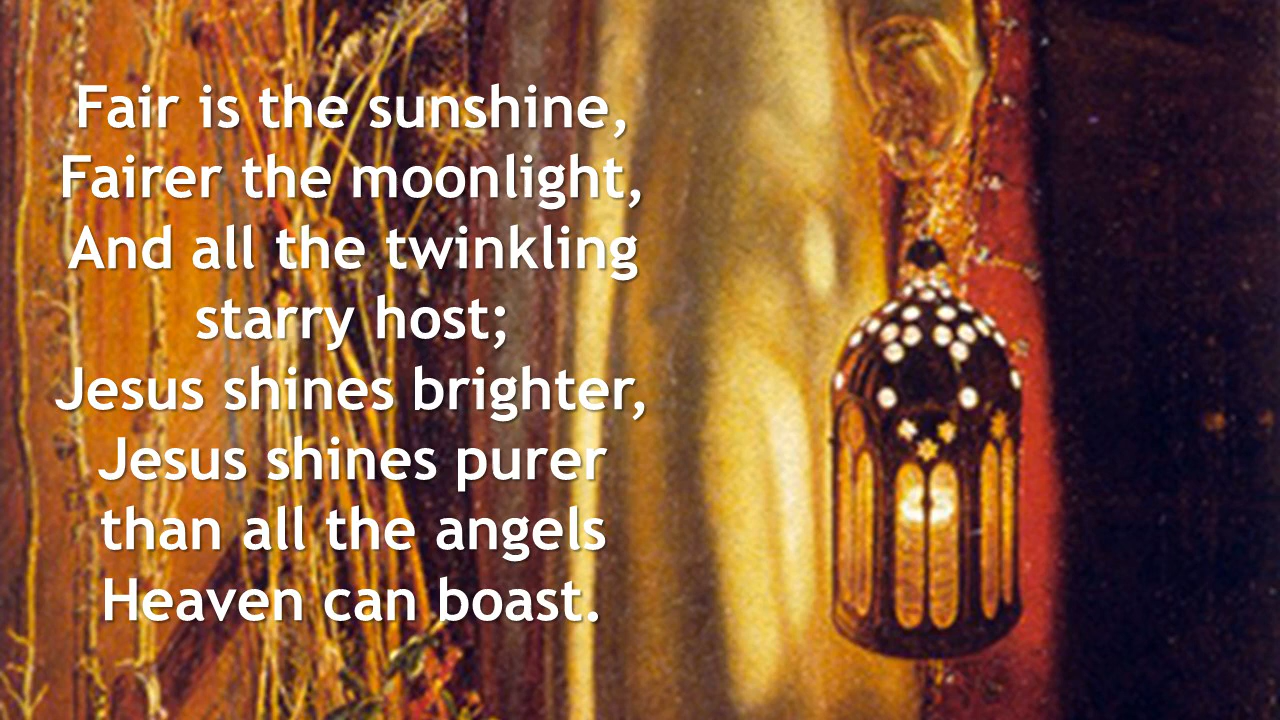 Fair is the sunshine,
Fairer the moonlight,
And all the twinkling
starry host;
Jesus shines brighter,
Jesus shines purer
than all the angels
Heaven can boast.